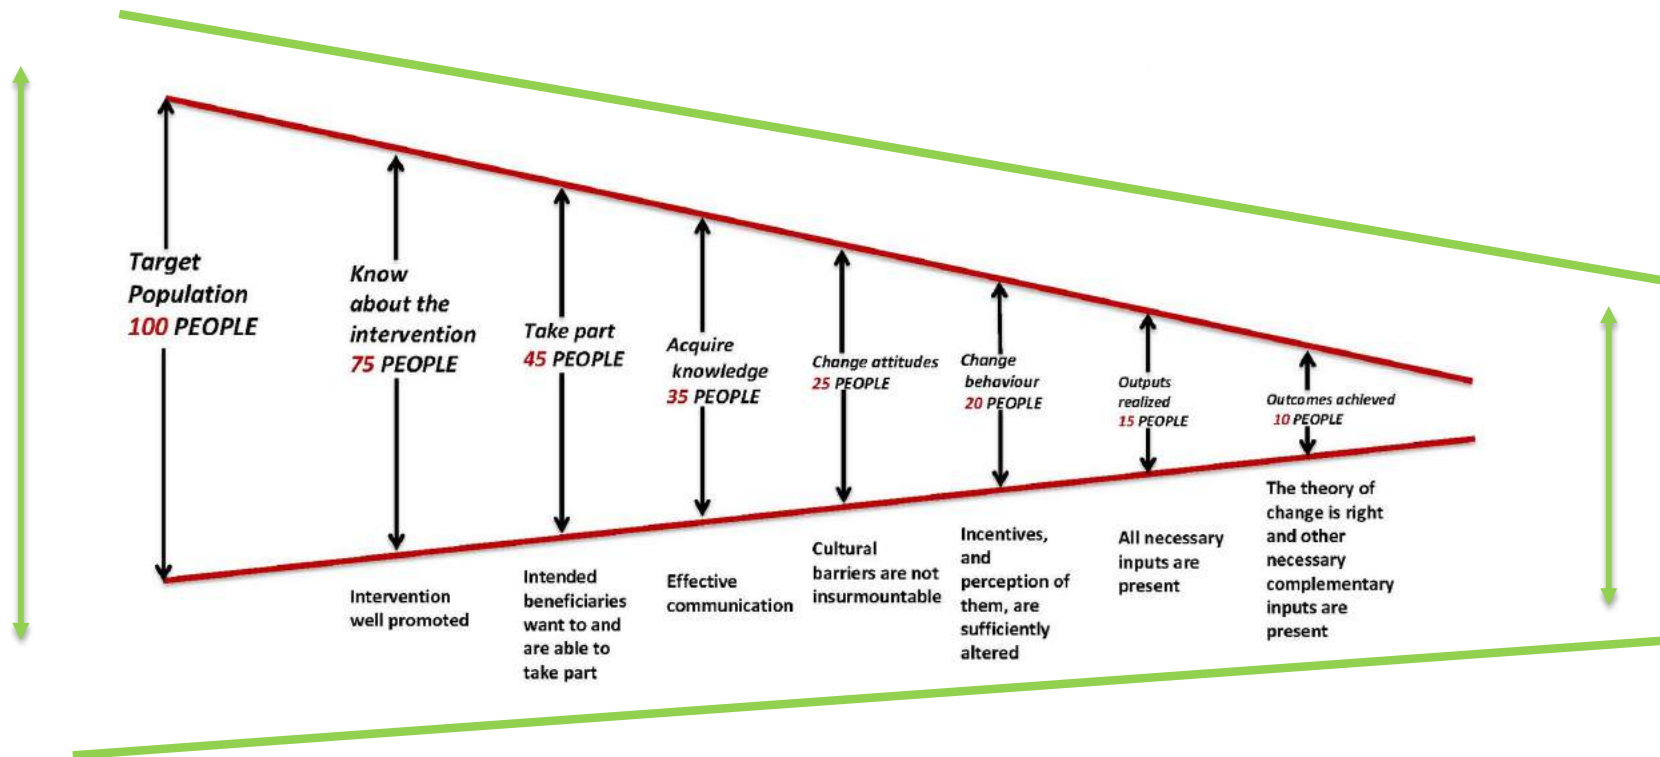 Target
Population
100 PEOPLE
Know
about the
intervention
75 PEOPLE
Take part
45 PEOPLE
Acquire
knowledge
35 PEOPLE
Change attitudes
25 PEOPLE
Change
behaviour
20 PEOPLE
Outputs
realized
15 PEOPLE
Outcomes achieved
10 PEOPLE
Intervention
well promoted
Intended
beneficiaries
want to and
are able to
take part
Effective
communication
Cultural
barriers are not
insurmountable
Incentives,
and
perception of
them, are
sufficiently
altered
All necessary
inputs are
present
The theory of
change is right
and other
necessary
complementary
inputs are
present